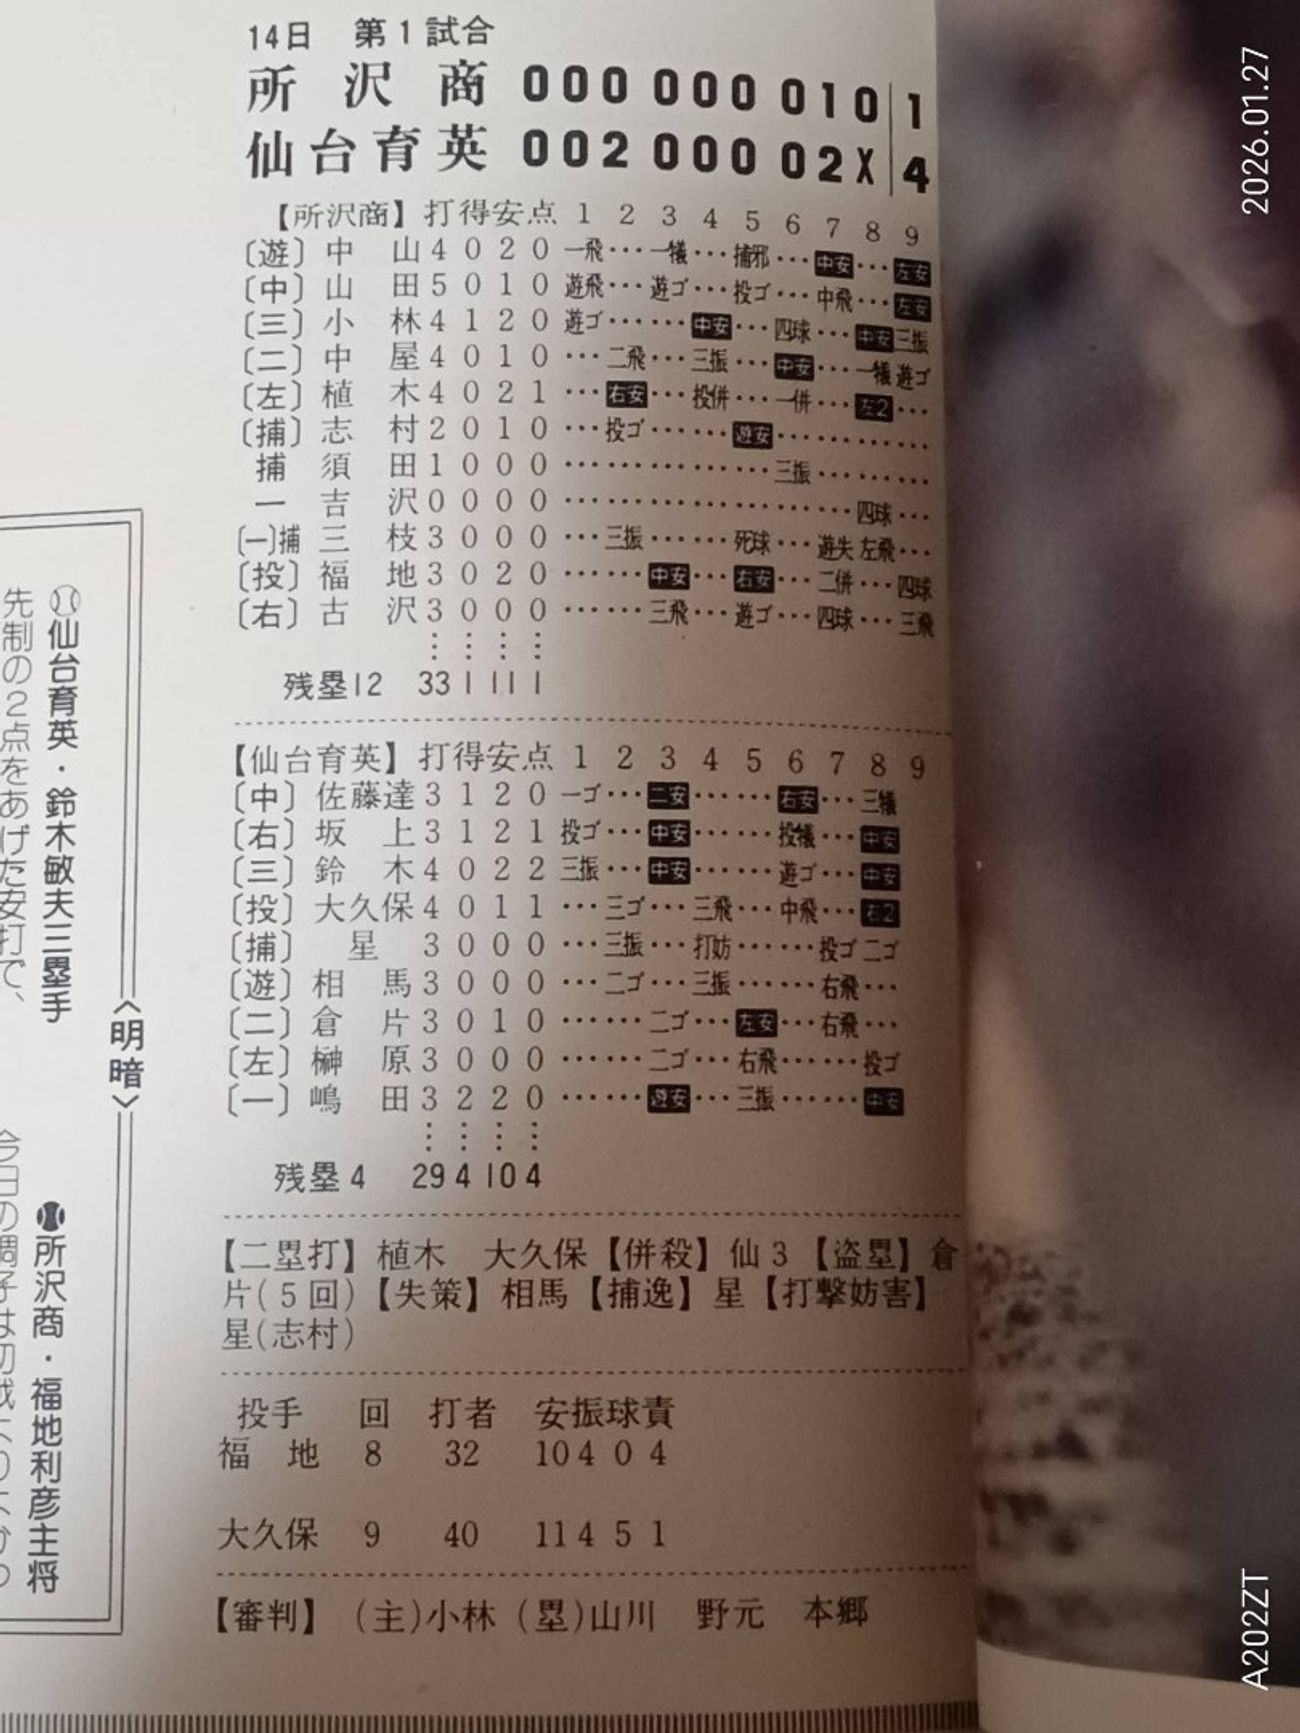 14日 第1試合
所沢商 000 000 010 1
仙台育英 002 000 02X 4
【所沢商】打得安点 1 2 3 4 5 6 7 8 9
〔遊〕中山 4 0 2 0 一飛…一犠…捕邪…中安…左安
〔中〕山田 5 0 1 0 遊飛…遊ゴ…投ゴ…中飛…左安
〔三〕小林 4 1 2 0 遊ゴ……中安…四球…中安三振
〔二〕中屋 4 0 1 0 …二飛…三振…中安…一犠遊ゴ
〔左〕植木 4 0 2 1 …右安…投併…一併…左2…
〔捕〕志村 2 0 1 0 …投ゴ……遊安…………
捕 須田 1 0 0 0 ……………三振………
一 吉沢 0 0 0 0 …………………四球…
〔一〕捕 三枝 3 0 0 0 …三振……死球…遊失左飛…
〔投〕福地 3 0 2 0 ……中安…右安…二併…四球
〔右〕古沢 3 0 0 0 ……三飛…遊ゴ…四球…三飛
残塁12 33 1 11 1
【仙台育英】打得安点 1 2 3 4 5 6 7 8 9
〔中〕佐藤達 3 1 2 0 一ゴ…二安……右安…三犠
〔右〕坂上 3 1 2 1 投ゴ…中安……投犠…中安
〔三〕鈴木 4 0 2 2 三振…中安……遊ゴ…中安
〔投〕大久保 4 0 1 1 …三ゴ…三飛…中飛…右2
〔捕〕星 3 0 0 0 …三振…打妨……投ゴ二ゴ
〔遊〕相馬 3 0 0 0 …二ゴ…三振……右飛…
〔二〕倉片 3 0 1 0 ……二ゴ…左安…右飛…
〔左〕榊原 3 0 0 0 ……二ゴ…右飛……投ゴ
〔一〕嶋田 3 2 2 0 ……遊安…三振……中安
残塁4 29 4 10 4
【二塁打】植木 大久保【併殺】仙3【盗塁】倉
片(5回)【失策】相馬【捕逸】星【打撃妨害】
星(志村)
投手 回 打者 安振球責
福地 8 32 10 4 0 4
大久保 9 40 11 4 5 1
【審判】(主)小林(塁)山川 野元 本郷
〈明暗〉
仙台育英・鈴木敏夫三塁手
先制の2点をあげた安打で、
所沢商・福地利彦主将
今日の調子は初戦よりよかっ
2026.01.27
A202ZT